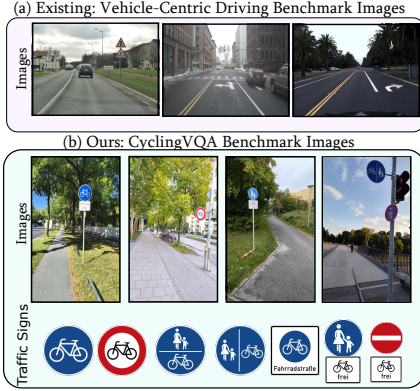 (a) Existing: Vehicle-Centric Driving Benchmark Images
Images
(b) Ours: CyclingVQA Benchmark Images
Images
Traffic Signs
Fahrradstraße
frei
frei